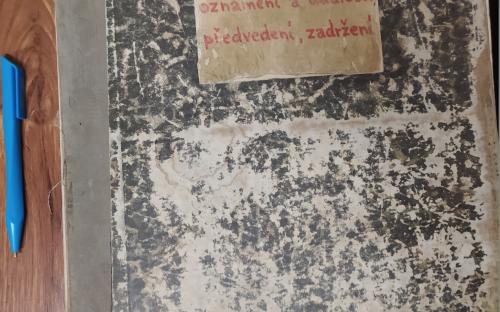 oznámení a
předvedení, zadržení